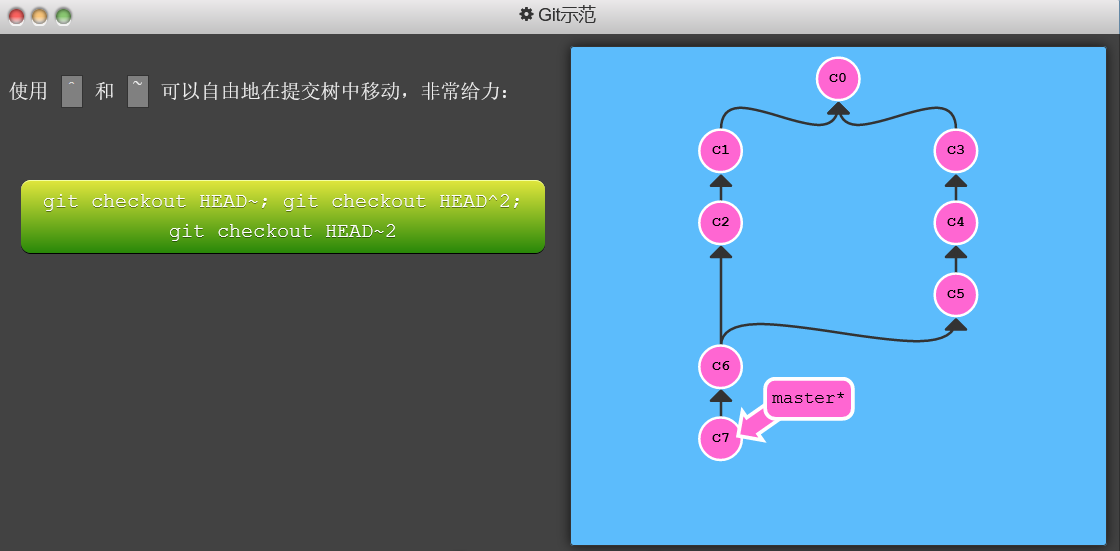 Git示范
使用 ^ 和 ~ 可以自由地在提交树中移动，非常给力：
git checkout HEAD~; git checkout HEAD^2;
git checkout HEAD~2
C0
C1
C3
C2
C4
C5
C6
master*
C7